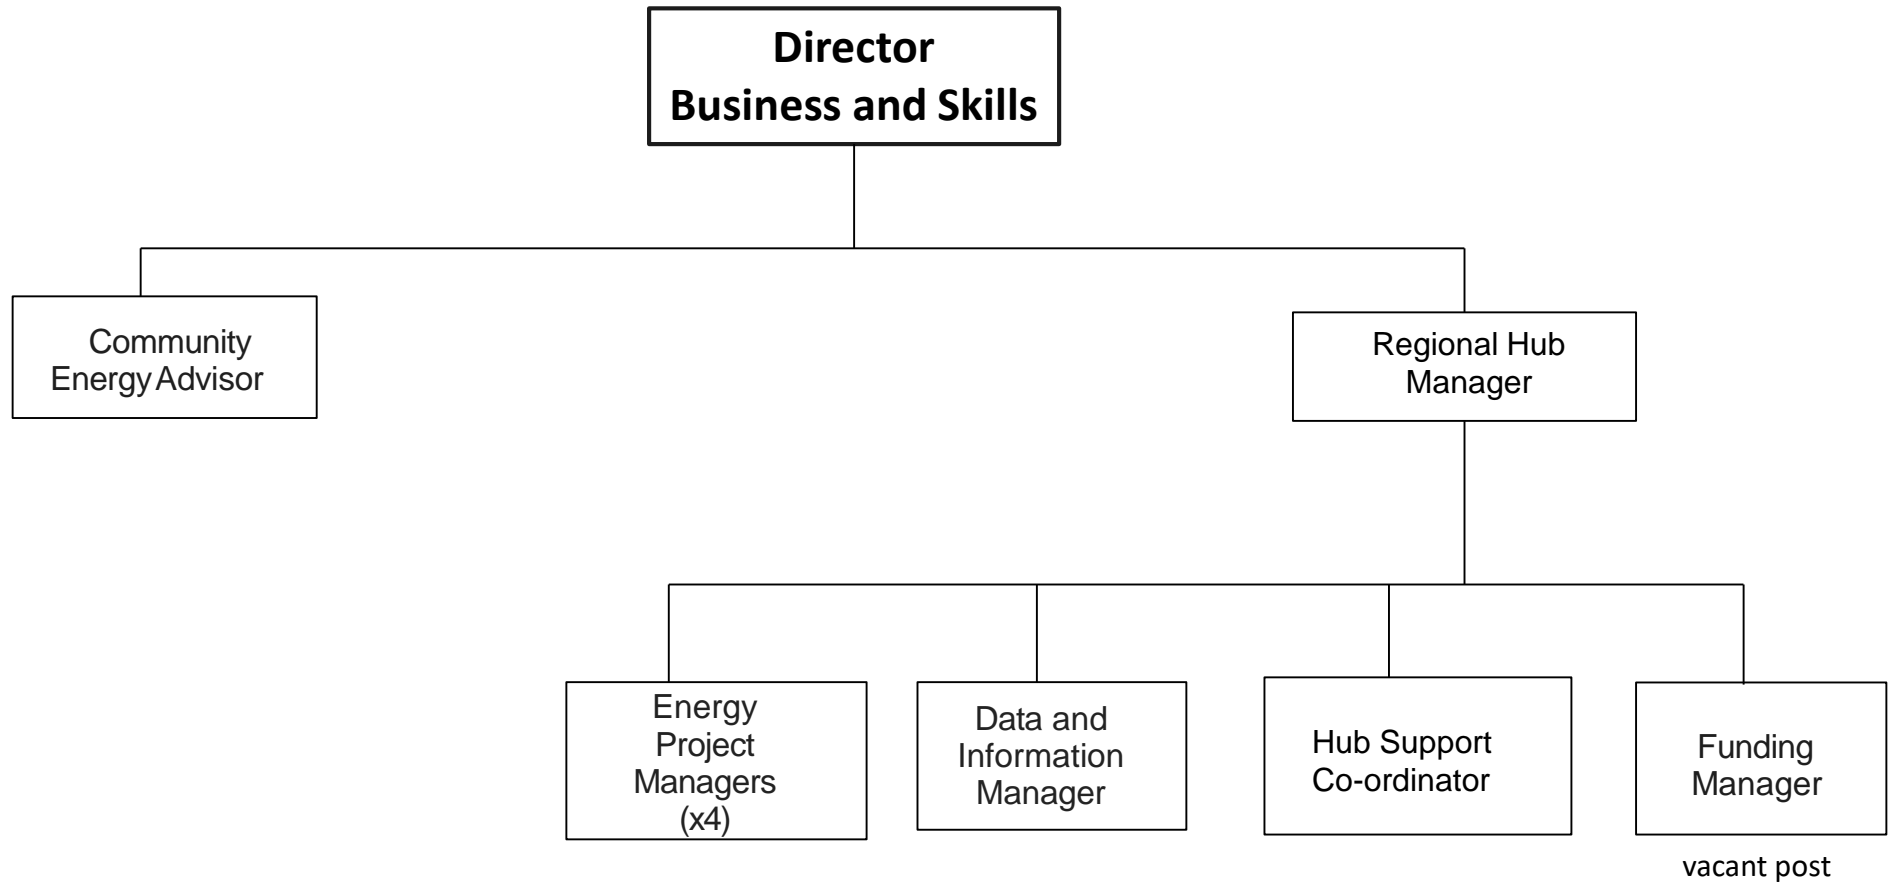 Director
Business and Skills
Community
Energy Advisor
Regional Hub
Manager
Energy
Project
Managers
(x4)
Data and
Information
Manager
Hub Support
Co-ordinator
Funding
Manager
vacant post